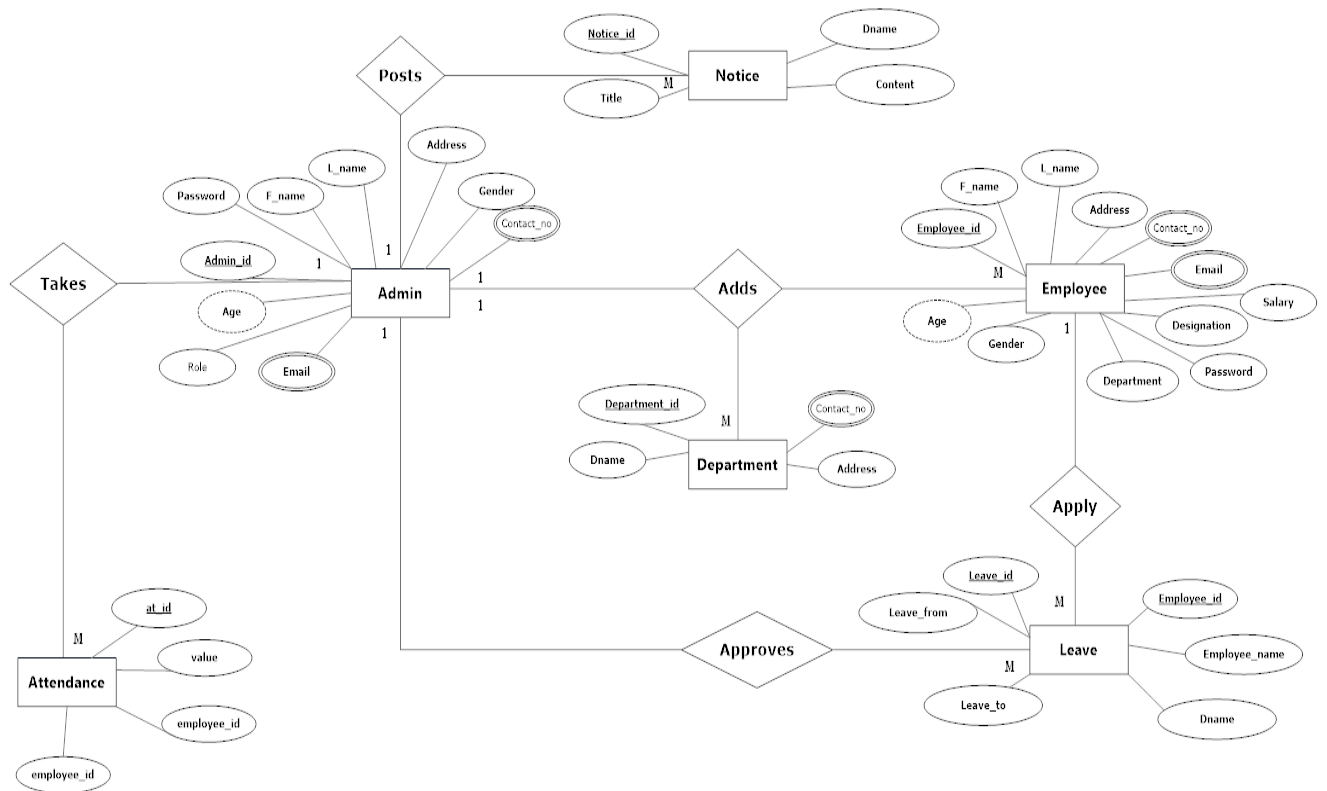 Notice_id
Dname
Posts
Notice
M
Title
Content
Address
L_name
Password
F_name
Gender
Contact_no
1
Admin_id
1
Takes
Admin
1
1
Age
1
Role
Email
Adds
L_name
F_name
Address
Employee_id
Contact_no
M
Email
Employee
Salary
Age
Designation
1
Gender
Department
Password
Department_id
Contact_no
M
Dname
Department
Address
Apply
Leave_id
Leave_from
M
Employee_id
Approves
Leave
Employee_name
M
Leave_to
Dname
at_id
M
value
Attendance
employee_id
employee_id